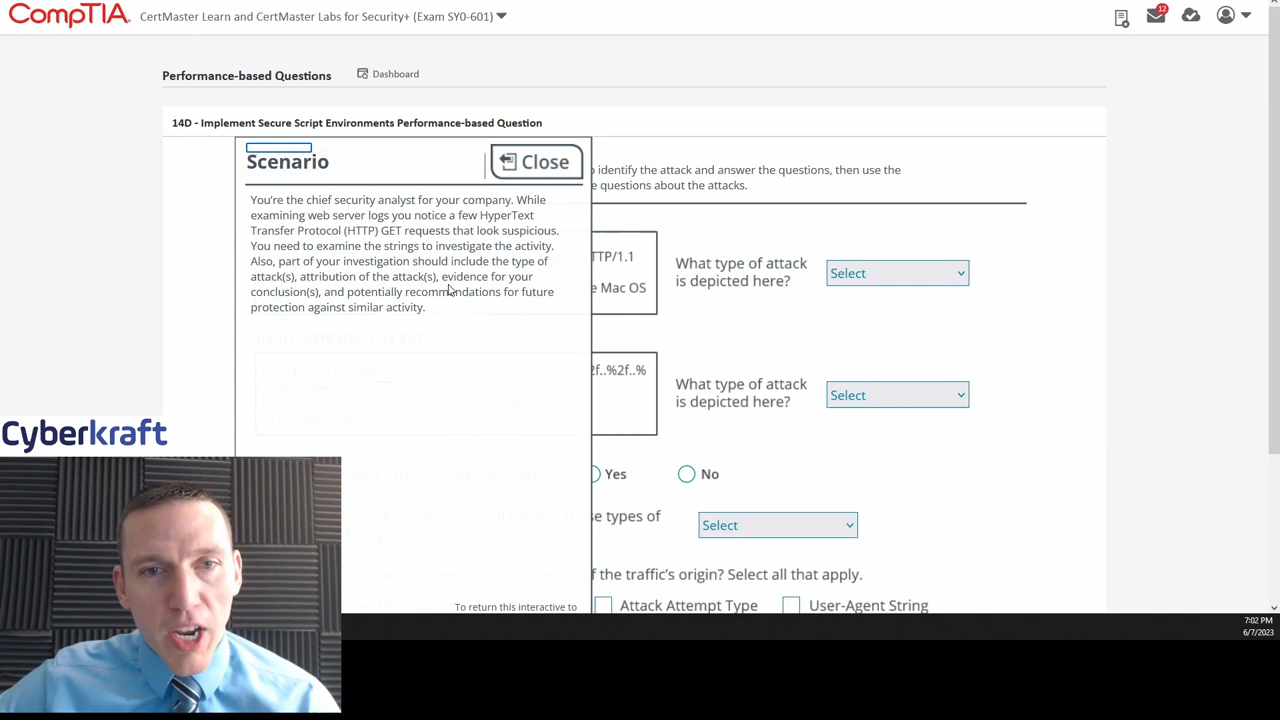 CompTIA.
CertMaster Learn and CertMaster Labs for Security+ (Exam SY0-601)
12
Performance-based Questions
Dashboard
14D - Implement Secure Script Environments Performance-based Question
Scenario
Close
You're the chief security analyst for your company. While
examining web server logs you notice a few HyperText
Transfer Protocol (HTTP) GET requests that look suspicious.
You need to examine the strings to investigate the activity.
Also, part of your investigation should include the type of
attack(s), attribution of the attack(s), evidence for your
conclusion(s), and potentially recommendations for future
protection against similar activity.
To return this interactive to
to identify the attack and answer the questions, then use the
e questions about the attacks.
TTP/1.1
e Mac OS
What type of attack
is depicted here?
Select
2f..%2f..%
What type of attack
is depicted here?
Select
Yes
No
se types of
Select
f the traffic's origin? Select all that apply.
Attack Attempt Type
User-Agent String
Cyberkraft
7:02 PM
6/7/2023